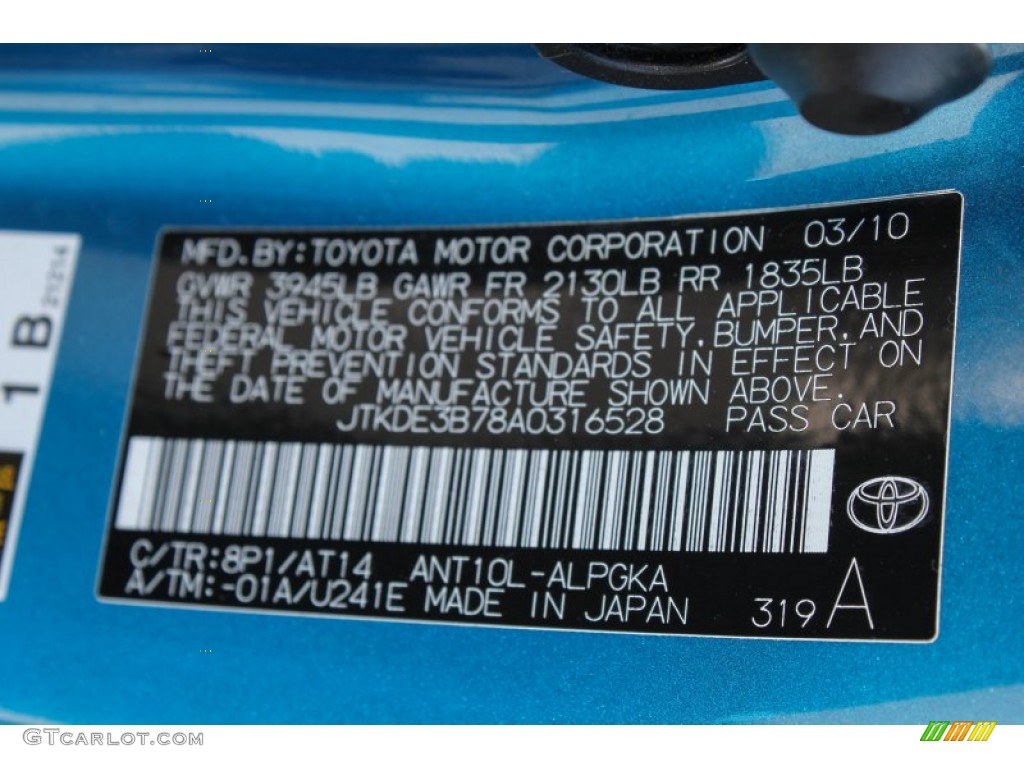 MFD. BY: TOYOTA MOTOR CORPORATION 03/10
GVWR 3945LB GAWR FR 2130LB RR 1835LB
THIS VEHICLE CONFORMS TO ALL APPLICABLE
FEDERAL MOTOR VEHICLE SAFETY, BUMPER, AND
THEFT PREVENTION STANDARDS IN EFFECT ON
THE DATE OF MANUFACTURE SHOWN ABOVE.
JTKDE3B78A0316528 PASS CAR
C/TR: 8P1/AT14 ANT10L-ALPGKA
A/TM: -01A/U241E MADE IN JAPAN 319 A
1 B 21214
GTCARLOT.COM